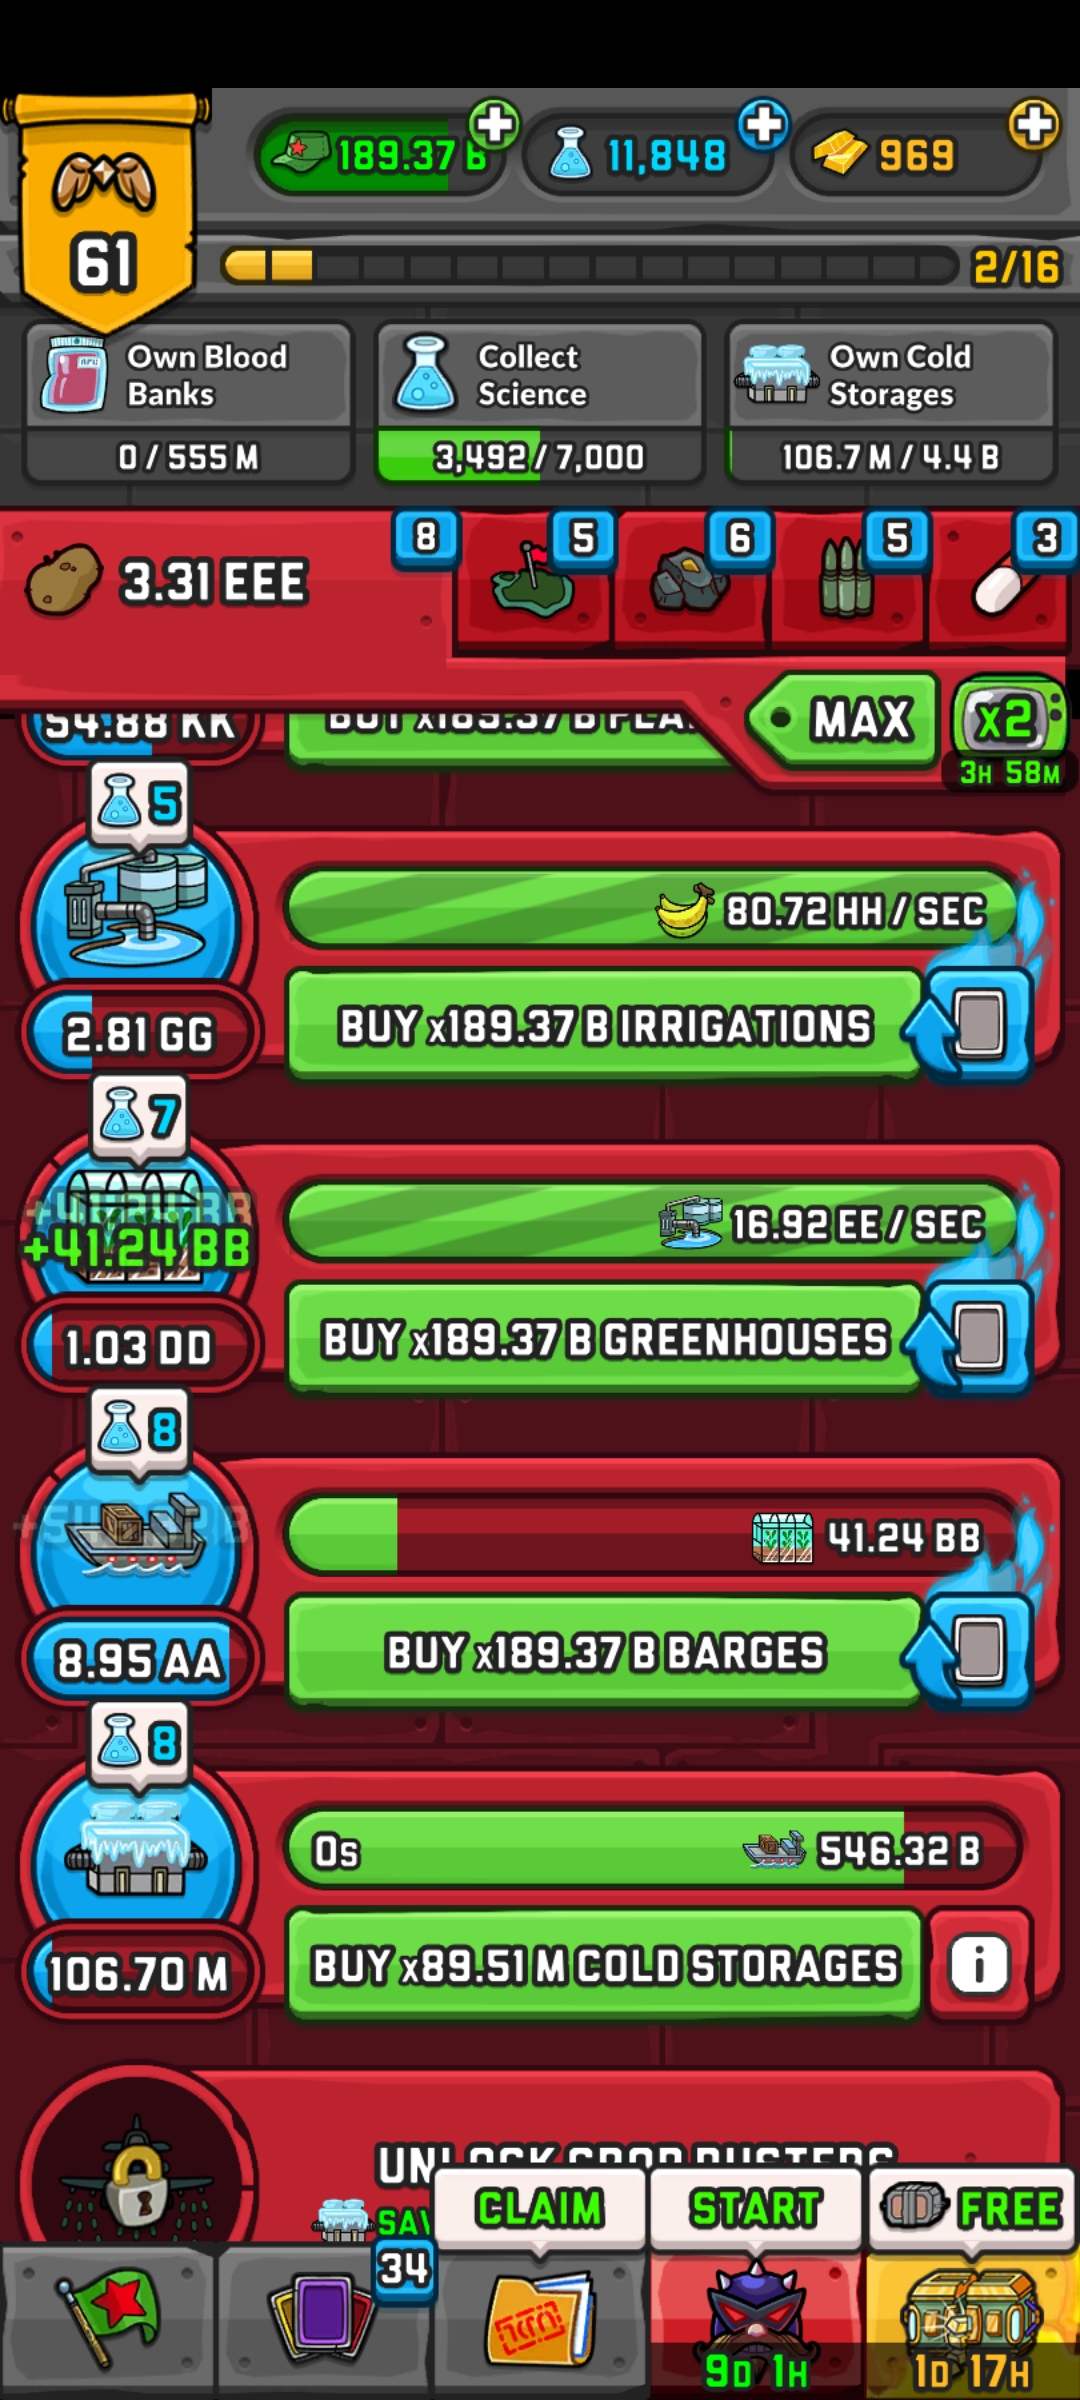 189.37 B
11,848
969
61
2/16
Own Blood Banks
0 / 555 M
Collect Science
3,492 / 7,000
Own Cold Storages
106.7 M / 4.4 B
3.31 EEE
8
5
6
5
3
MAX
x2
3H 58M
54.88 KK
5
80.72 HH / SEC
2.81 GG
BUY x189.37 B IRRIGATIONS
7
+41.24 BB
16.92 EE / SEC
1.03 DD
BUY x189.37 B GREENHOUSES
8
41.24 BB
8.95 AA
BUY x189.37 B BARGES
8
0s
546.32 B
106.70 M
BUY x89.51 M COLD STORAGES
i
CLAIM
START
FREE
34
9D 1H
1D 17H